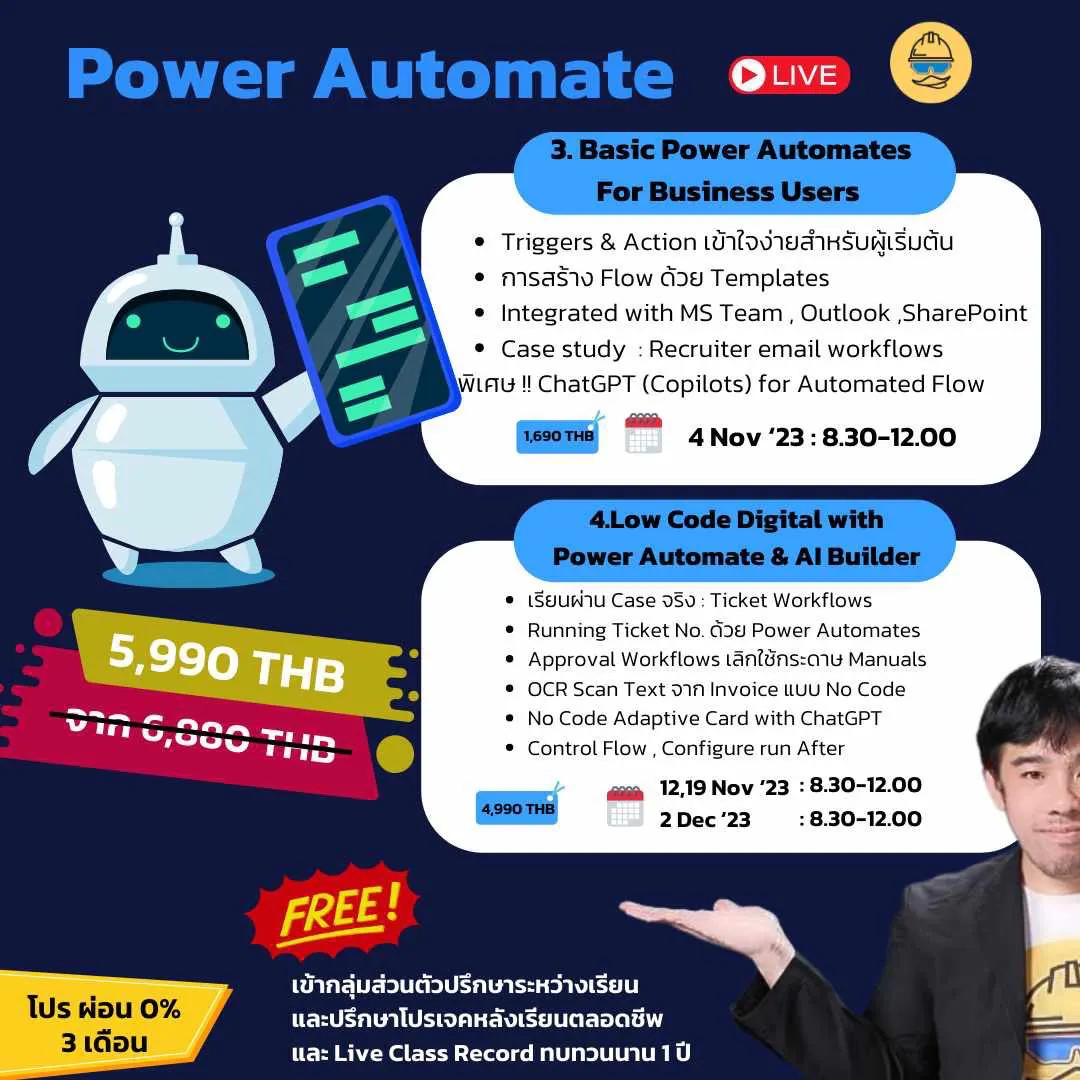 Power Automate
LIVE
3. Basic Power Automates
For Business Users
Triggers & Action เข้าใจง่ายสำหรับผู้เริ่มต้น
การสร้าง Flow ด้วย Templates
Integrated with MS Team , Outlook ,SharePoint
Case study : Recruiter email workflows
พิเศษ !! ChatGPT (Copilots) for Automated Flow
1,690 THB
4 Nov ‘23 : 8.30-12.00
4.Low Code Digital with
Power Automate & AI Builder
เรียนผ่าน Case จริง : Ticket Workflows
Running Ticket No. ด้วย Power Automates
Approval Workflows เลิกใช้กระดาษ Manuals
OCR Scan Text จาก Invoice แบบ No Code
No Code Adaptive Card with ChatGPT
Control Flow , Configure run After
4,990 THB
12,19 Nov ‘23 : 8.30-12.00
2 Dec ‘23 : 8.30-12.00
5,990 THB
จาก 6,880 THB
FREE!
เข้ากลุ่มส่วนตัวปรึกษาระหว่างเรียน
และปรึกษาโปรเจคหลังเรียนตลอดชีพ
และ Live Class Record ทบทวนนาน 1 ปี
โปร ผ่อน 0%
3 เดือน